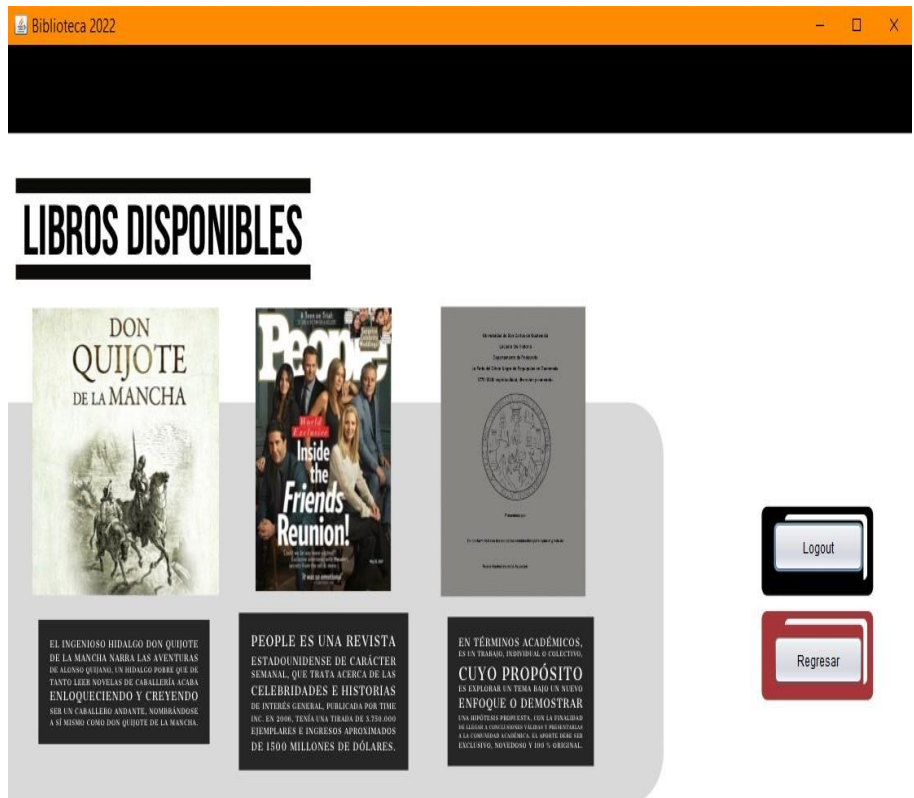 Biblioteca 2022
LIBROS DISPONIBLES
DON
QUIJOTE
DE LA MANCHA
People
World
Exclusive
Inside
the
Friends
Reunion!
It was so emotional
EL INGENIOSO HIDALGO DON QUIJOTE
DE LA MANCHA NARRA LAS AVENTURAS
DE ALONSO QUIJANO, UN HIDALGO POBRE QUE DE
TANTO LEER NOVELAS DE CABALLERÍA ACABA
ENLOQUECIENDO Y CREYENDO
SER UN CABALLERO ANDANTE, NOMBRÁNDOSE
A SÍ MISMO COMO DON QUIJOTE DE LA MANCHA.
PEOPLE ES UNA REVISTA
ESTADOUNIDENSE DE CARÁCTER
SEMANAL, QUE TRATA ACERCA DE LAS
CELEBRIDADES E HISTORIAS
DE INTERÉS GENERAL, PUBLICADA POR TIME
INC. EN 2006, TENÍA UNA TIRADA DE 3.750.000
EJEMPLARES E INGRESOS APROXIMADOS
DE 1500 MILLONES DE DÓLARES.
EN TÉRMINOS ACADÉMICOS,
ES UN TRABAJO, INDIVIDUAL O COLECTIVO,
CUYO PROPÓSITO
ES EXPLORAR UN TEMA BAJO UN NUEVO
ENFOQUE O DEMOSTRAR
UNA HIPÓTESIS PROPUESTA, CON LA FINALIDAD
DE LLEGAR A CONCLUSIONES VÁLIDAS Y PRESENTARLAS
A LA COMUNIDAD ACADÉMICA. EL APORTE DEBE SER
EXCLUSIVO, NOVEDOSO Y 100 % ORIGINAL.
Logout
Regresar